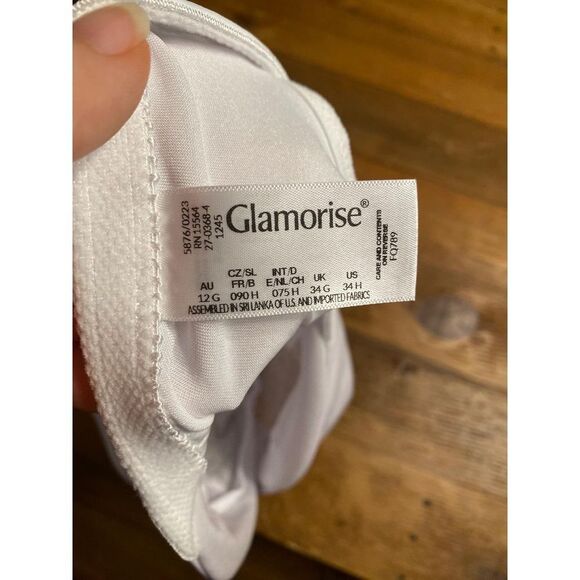 5876/0223
RN 15564
27-0368-4
1245
Glamorise®
CZ/SL INT/D
AU FR/B E/NL/CH UK US
12 G 090 H 075 H 34 G 34 H
ASSEMBLED IN SRI LANKA OF U.S. AND IMPORTED FABRICS
CARE AND CONTENTS
ON REVERSE
FQ789